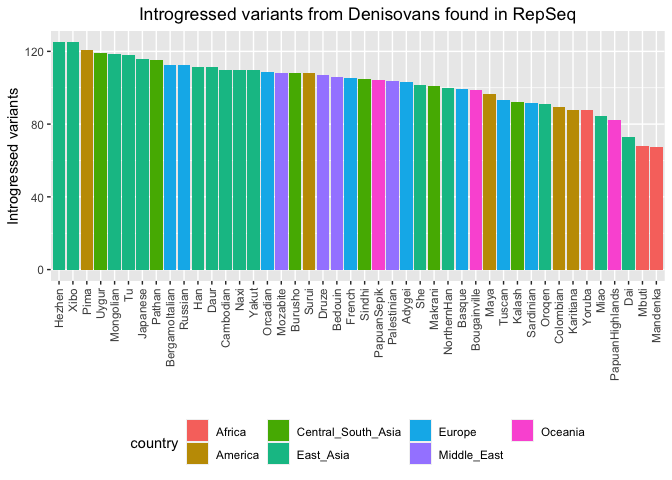 Introgressed variants from Denisovans found in RepSeq
Introgressed variants
120
80
40
0
Hezhen
Xibo
Pima
Uygur
Mongolian
Tu
Japanese
Pathan
BergamoItalian
Russian
Han
Daur
Cambodian
Naxi
Yakut
Orcadian
Mozabite
Burusho
Surui
Druze
Bedouin
French
Sindhi
PapuanSepik
Palestinian
Adygei
She
Makrani
NorthernHan
Basque
Bougainville
Maya
Tuscan
Kalash
Sardinian
Oroqen
Colombian
Karitiana
Yoruba
Miao
PapuanHighlands
Dai
Mbuti
Mandenka
country
Africa
Central_South_Asia
Europe
Oceania
America
East_Asia
Middle_East